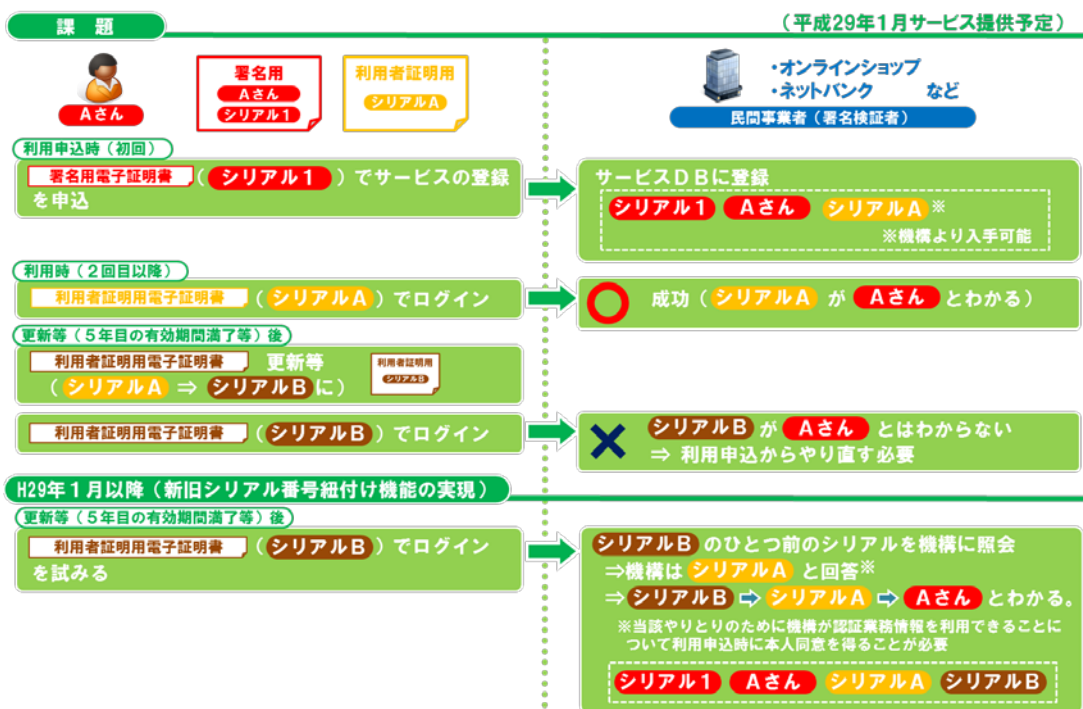 課 題
（平成29年1月サービス提供予定）
Aさん
署名用
Aさん
シリアル1
利用者証明用
シリアルA
・オンラインショップ
・ネットバンク など
民間事業者（署名検証者）
利用申込時（初回）
署名用電子証明書（シリアル1）でサービスの登録
を申込
サービスDBに登録
シリアル1 Aさん シリアルA※
※機構より入手可能
利用時（2回目以降）
利用者証明用電子証明書（シリアルA）でログイン
成功（シリアルA が Aさん とわかる）
更新等（5年目の有効期間満了等）後
利用者証明用電子証明書 更新等
（シリアルA ⇒ シリアルBに）
利用者証明用
シリアルB
利用者証明用電子証明書（シリアルB）でログイン
シリアルB が Aさん とはわからない
⇒ 利用申込からやり直す必要
H29年1月以降（新旧シリアル番号紐付け機能の実現）
更新等（5年目の有効期間満了等）後
利用者証明用電子証明書（シリアルB）でログイン
を試みる
シリアルB のひとつ前のシリアルを機構に照会
⇒機構は シリアルA と回答※
⇒シリアルB ⇨ シリアルA ⇨ Aさん とわかる。
※当該やりとりのために機構が認証業務情報を利用できることに
ついて利用申込時に本人同意を得ることが必要
シリアル1 Aさん シリアルA シリアルB